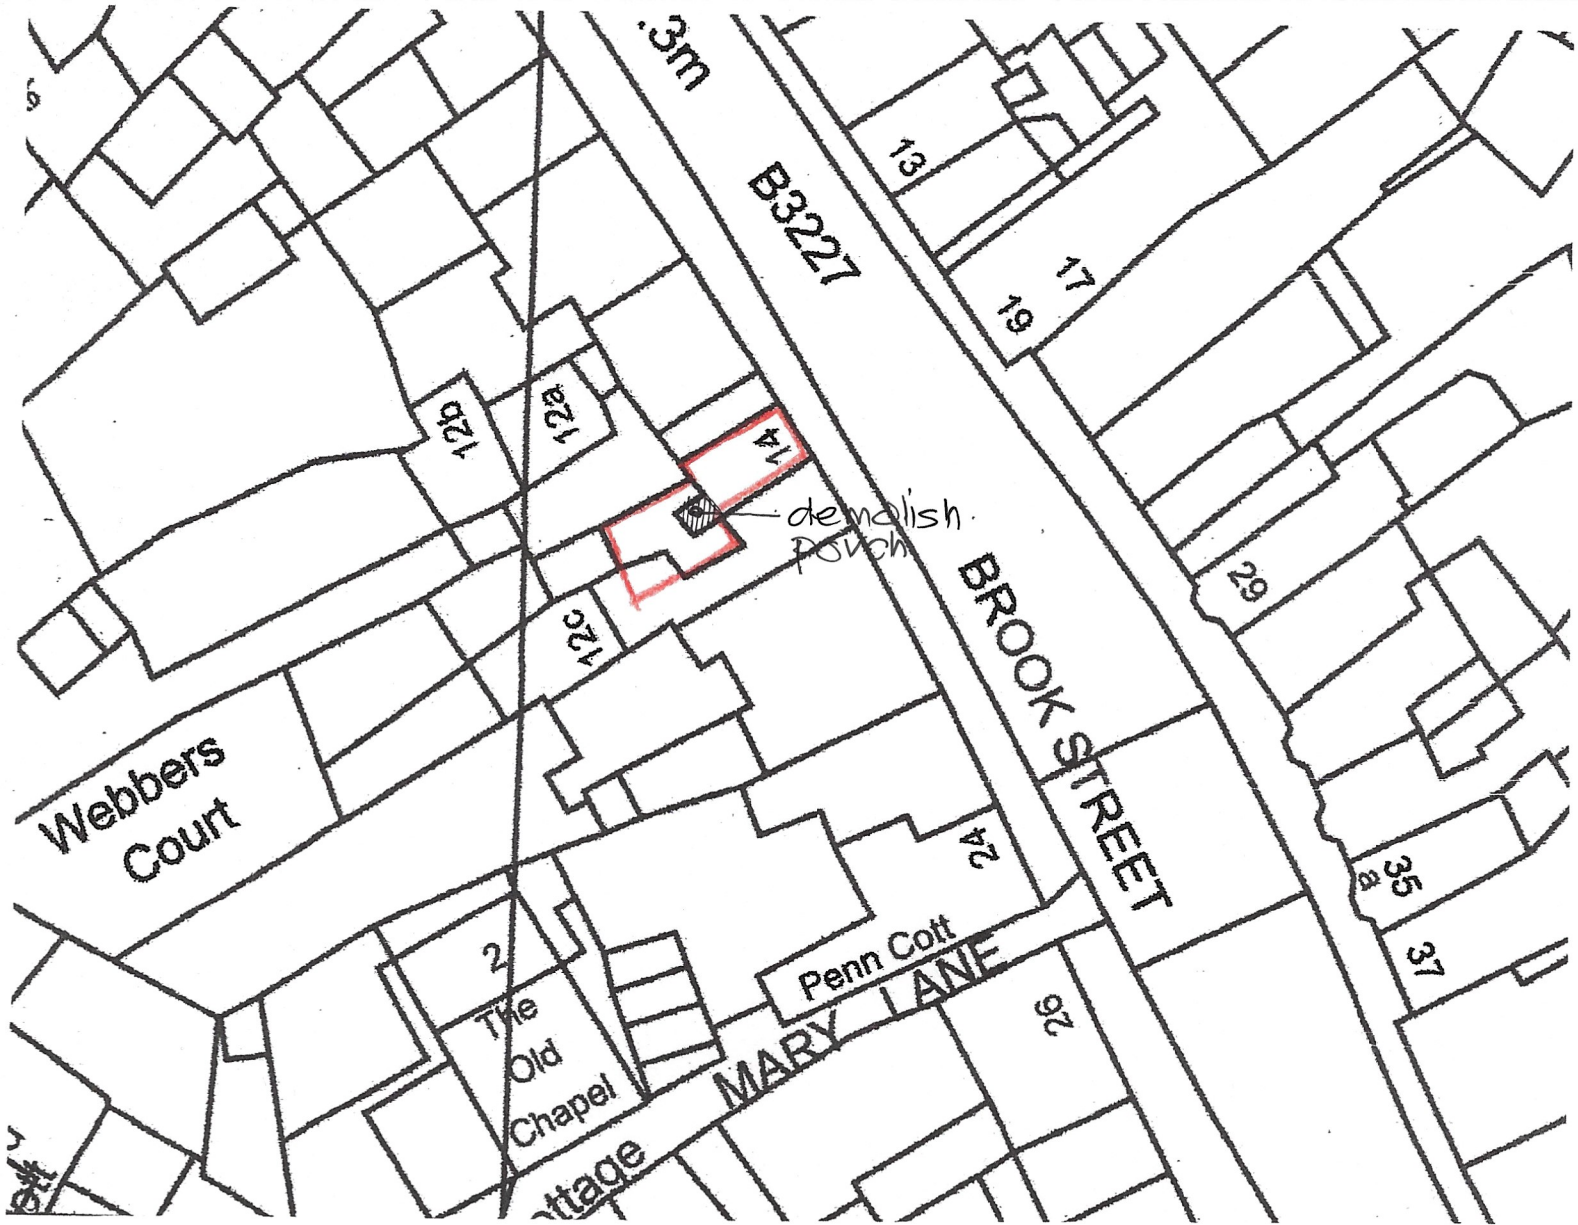 .3m
B3227
13
17
19
12b
12a
14
demolish
porch
29
BROOK STREET
12c
Webbers
Court
24
35
a
37
Penn Cott
MARY LANE
26
2
The
Old
Chapel
ottage